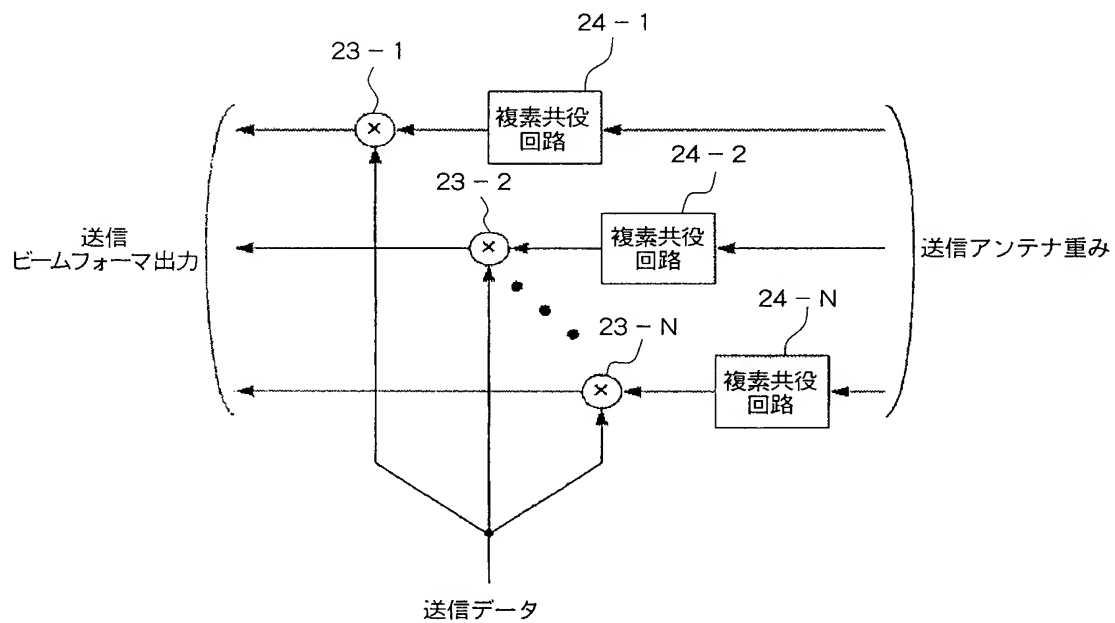 24-1
23-1
複素共役
回路
24-2
23-2
複素共役
回路
送信
ビームフォーマ出力
送信アンテナ重み
24-N
23-N
複素共役
回路
送信データ